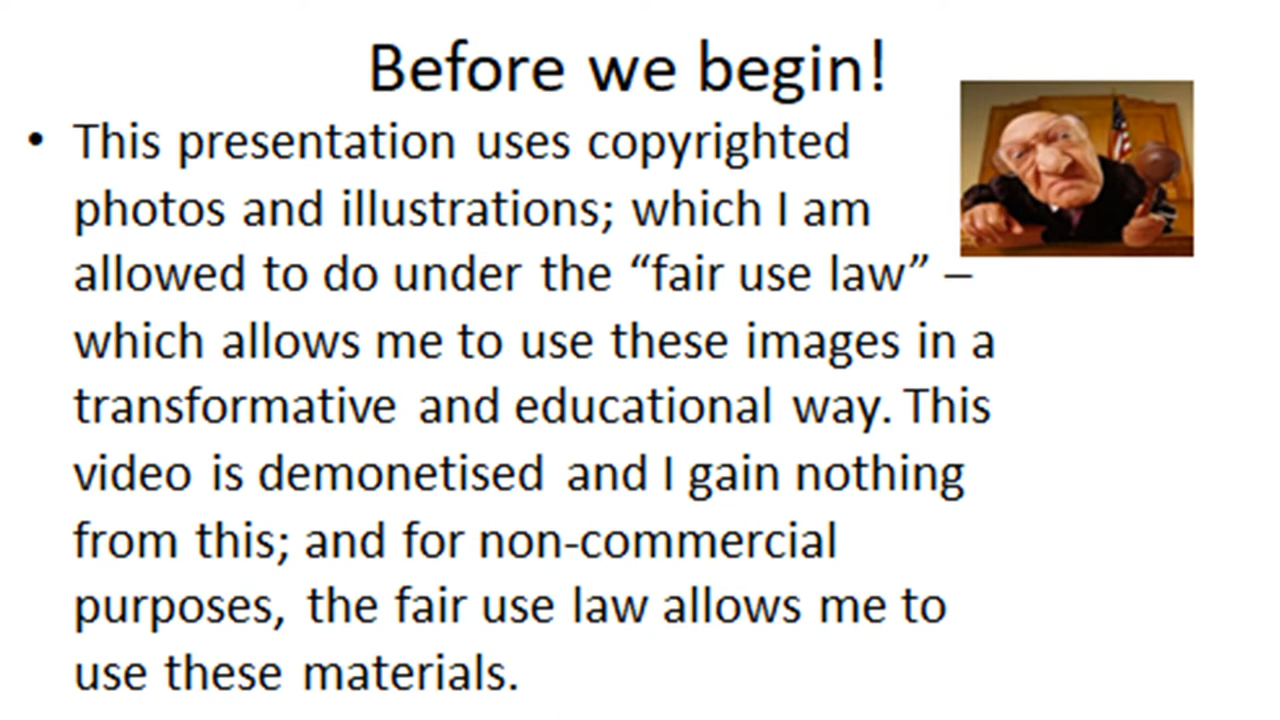 Before we begin!
• This presentation uses copyrighted
photos and illustrations; which I am
allowed to do under the “fair use law” –
which allows me to use these images in a
transformative and educational way. This
video is demonetised and I gain nothing
from this; and for non-commercial
purposes, the fair use law allows me to
use these materials.